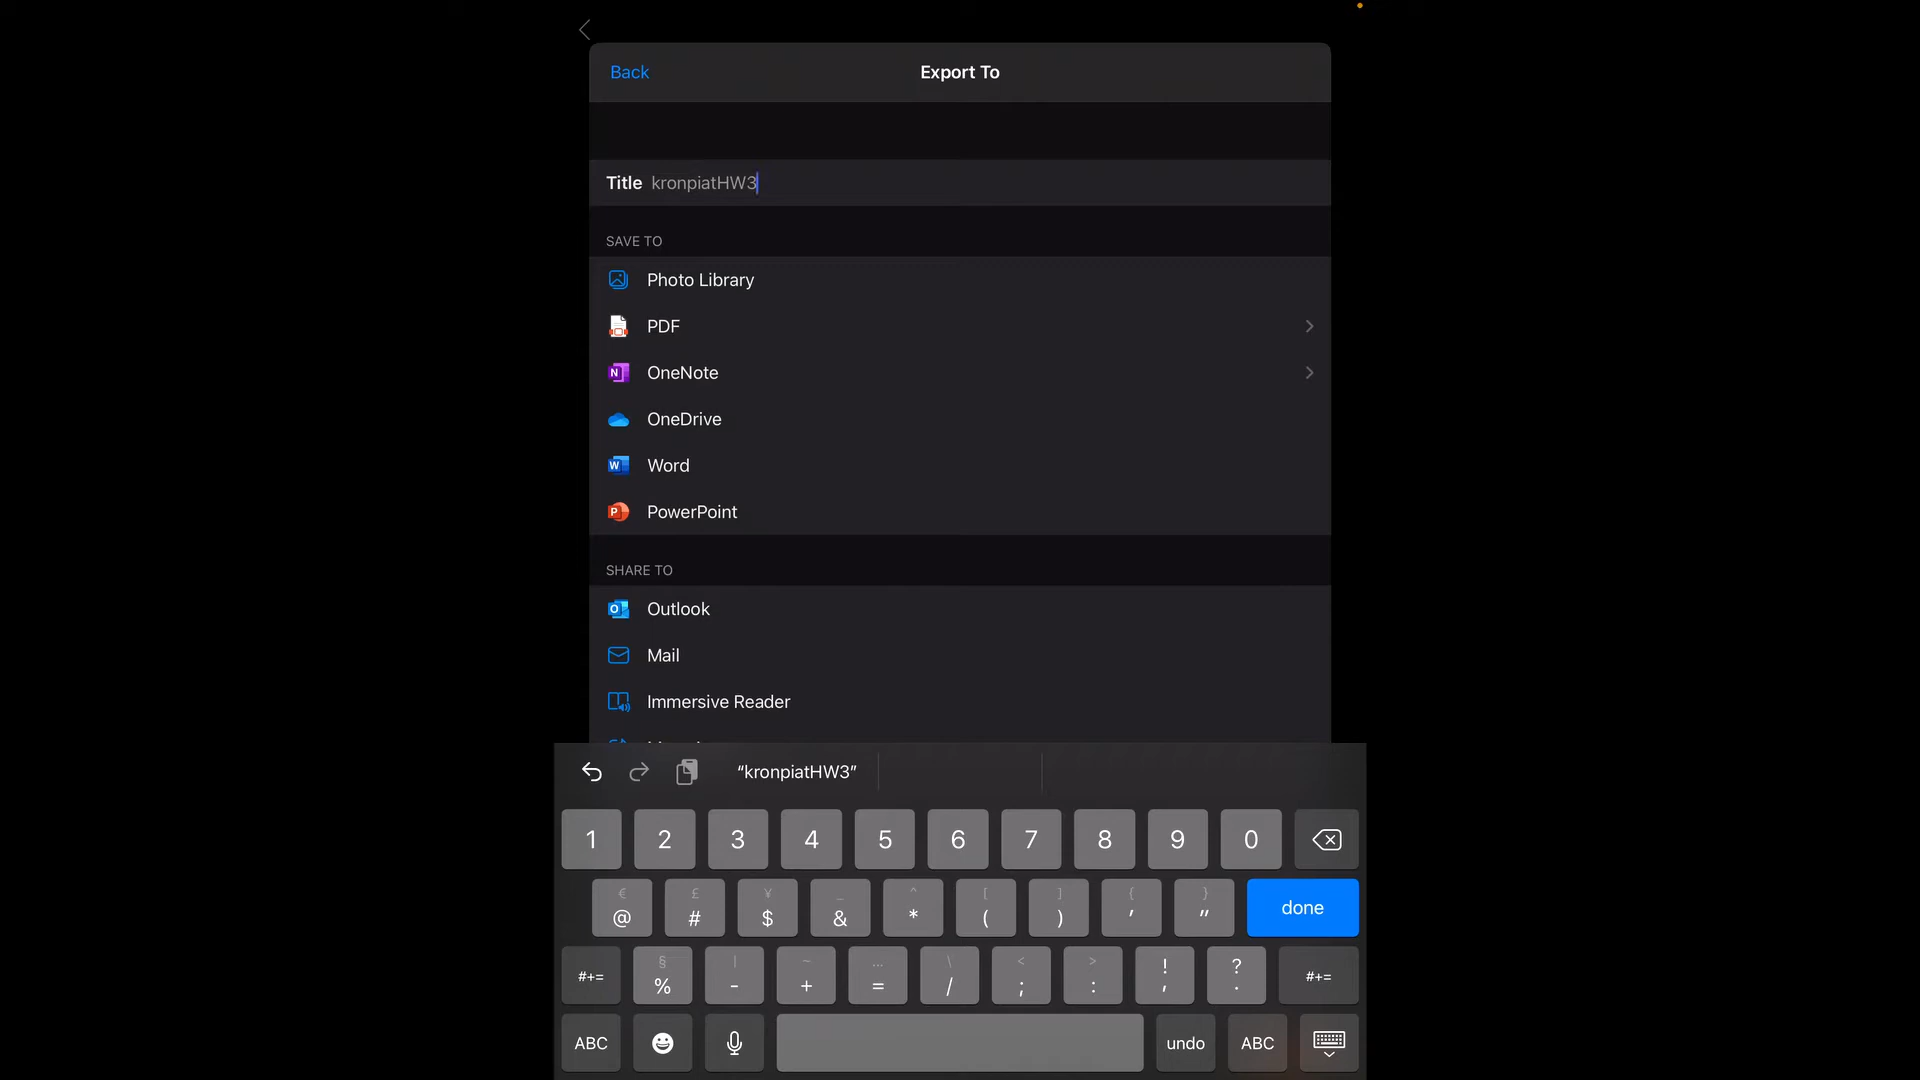 Back
Export To
Title kronpiatHW3
SAVE TO
Photo Library
PDF
OneNote
OneDrive
Word
PowerPoint
SHARE TO
Outlook
Mail
Immersive Reader
“kronpiatHW3”
1 2 3 4 5 6 7 8 9 0
€ £ ¥ _ ^ [ ] { }
@ # $ & * ( ) ' " done
§ | ~ … \ < > ! ?
#+= % - + = / ; : , . #+=
ABC undo ABC